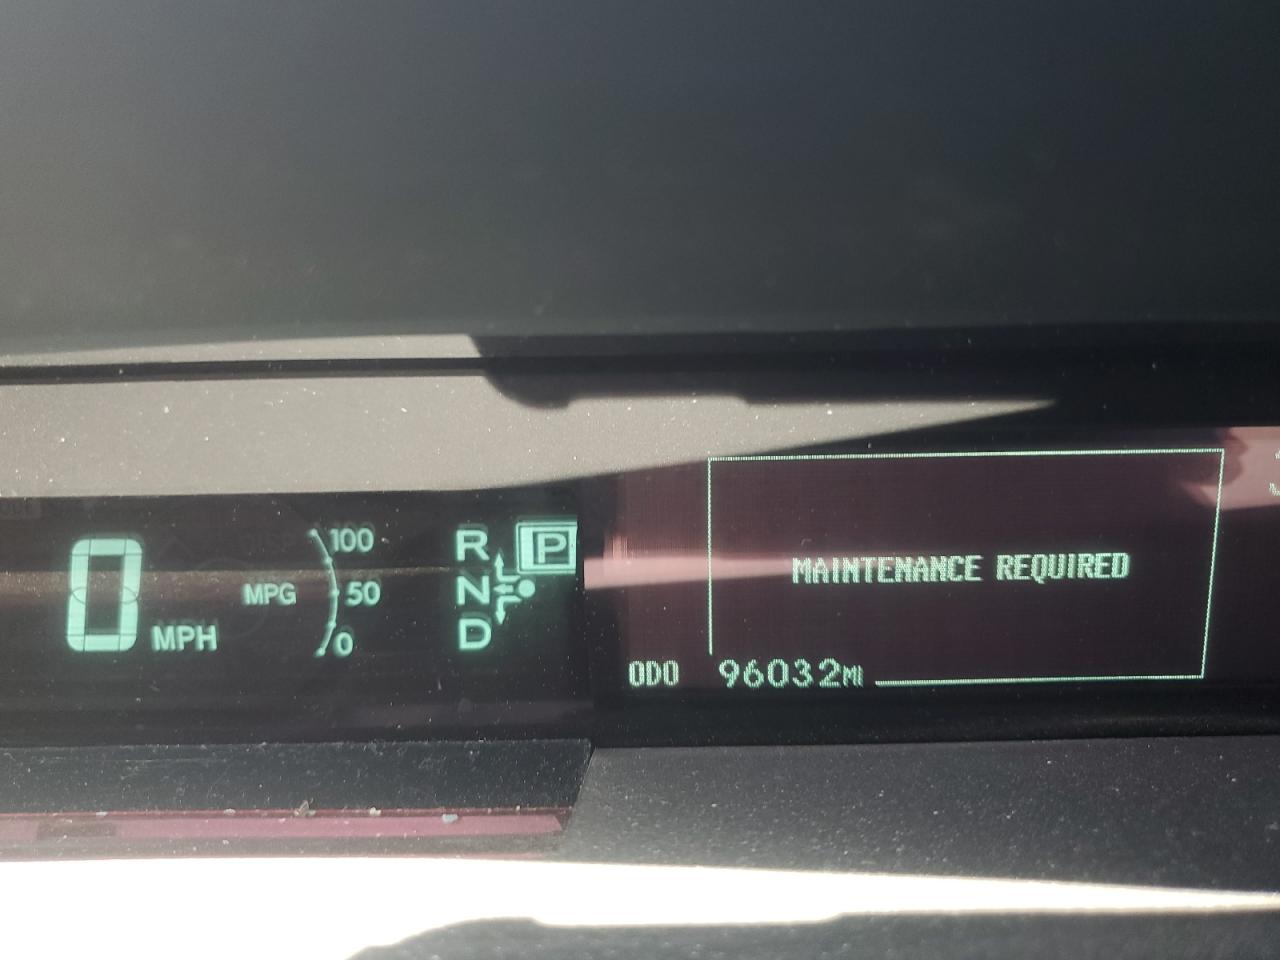 0 MPH
MPG
100
50
0
R
N
D
P
MAINTENANCE REQUIRED
ODO 96032MI